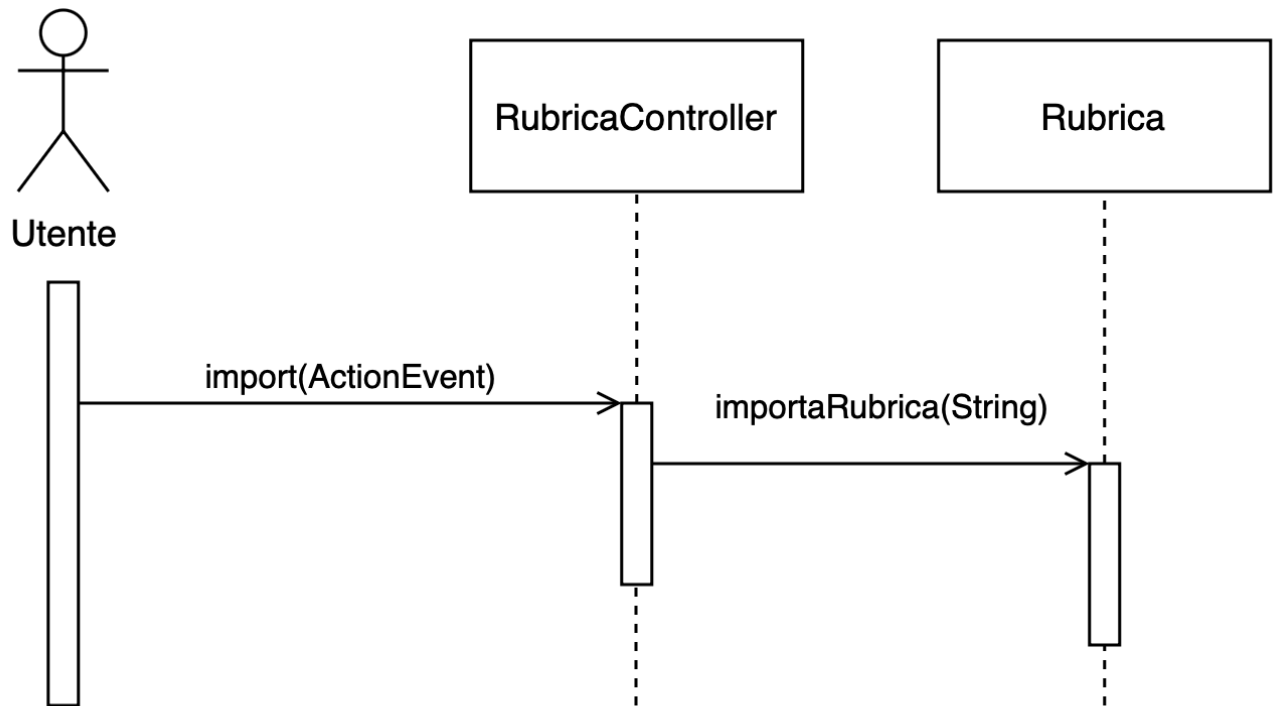 RubricaController
Rubrica
Utente
import(ActionEvent)
importaRubrica(String)